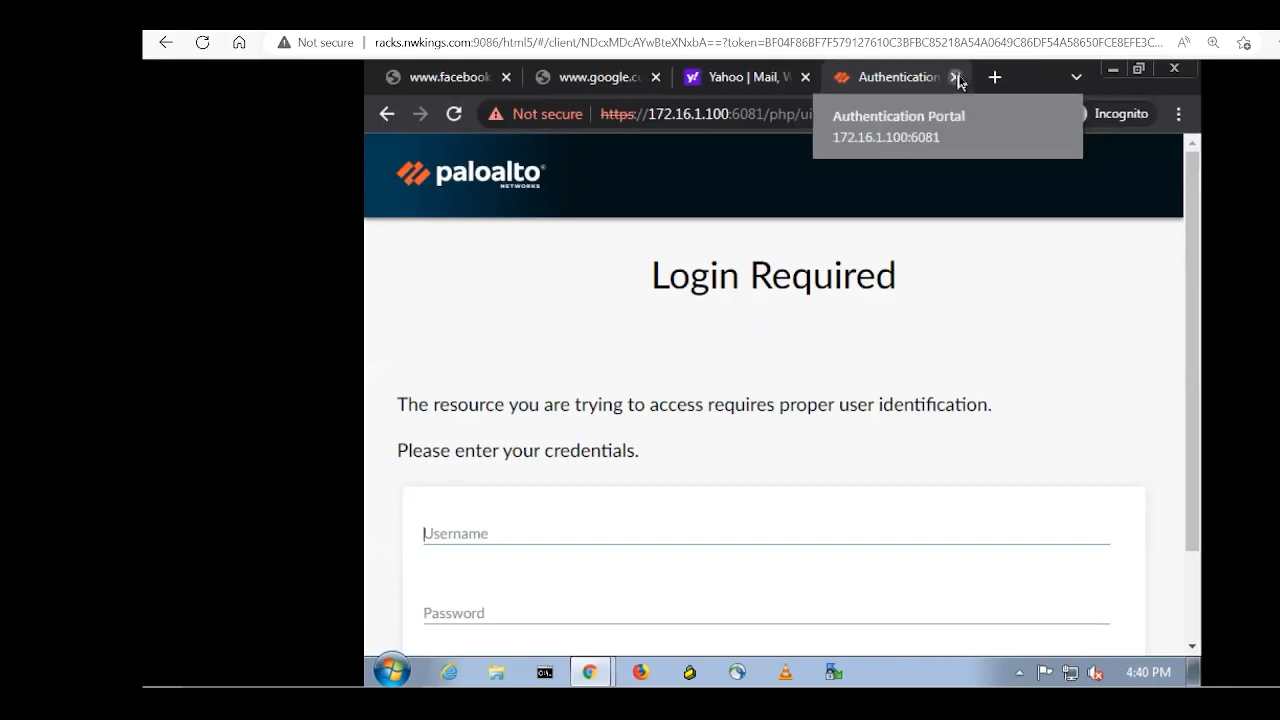 Not secure
racks.nwkings.com:9086/html5/#/client/NDcxMDcAYwBteXNxbA==?token=BF04F86BF7F579127610C3BFBC85218A54A0649C86DF54A58650FCE8EFE3C...
www.facebook
www.google.c
Yahoo | Mail, W
Authentication
Not secure
https://172.16.1.100:6081/php/ui
Incognito
Authentication Portal
172.16.1.100:6081
paloalto
NETWORKS
Login Required
The resource you are trying to access requires proper user identification.
Please enter your credentials.
Username
Password
4:40 PM